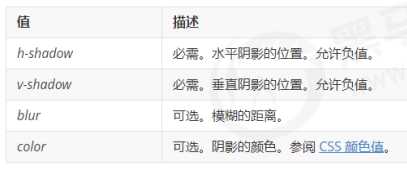 值 描述
h-shadow 必需。水平阴影的位置。允许负值。
v-shadow 必需。垂直阴影的位置。允许负值。
blur 可选。模糊的距离。
color 可选。阴影的颜色。参阅 CSS 颜色值。